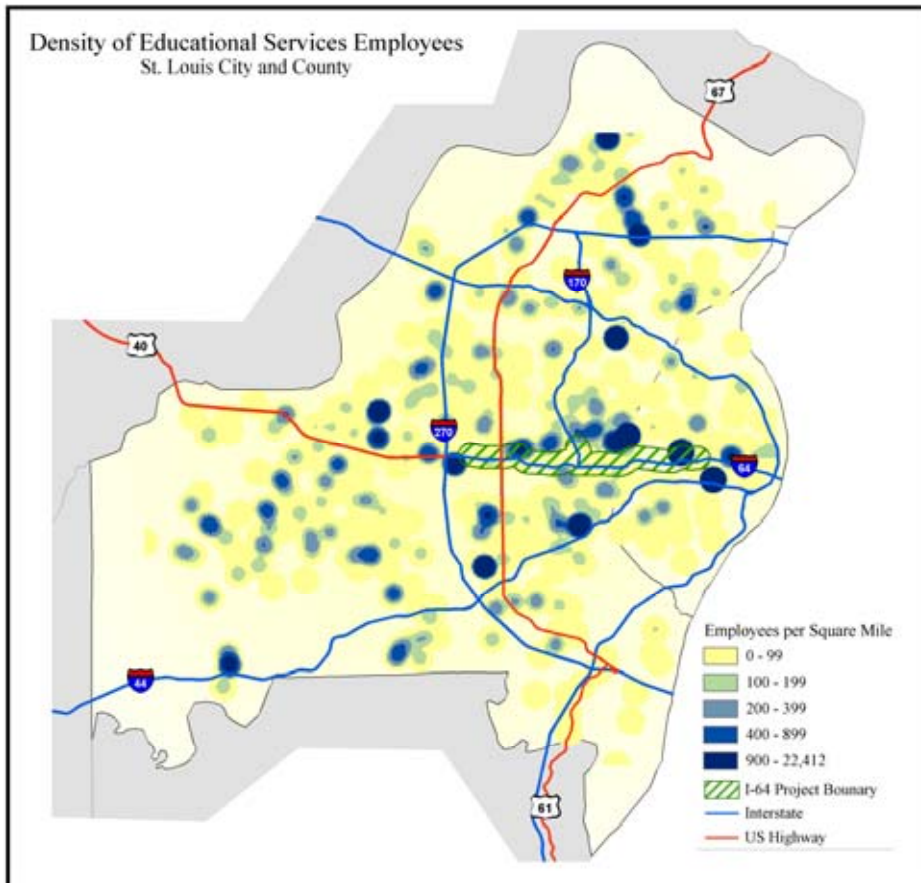 Density of Educational Services Employees
St. Louis City and County
67
170
40
270
64
44
61
Employees per Square Mile
0 - 99
100 - 199
200 - 399
400 - 899
900 - 22,412
I-64 Project Bounary
Interstate
US Highway